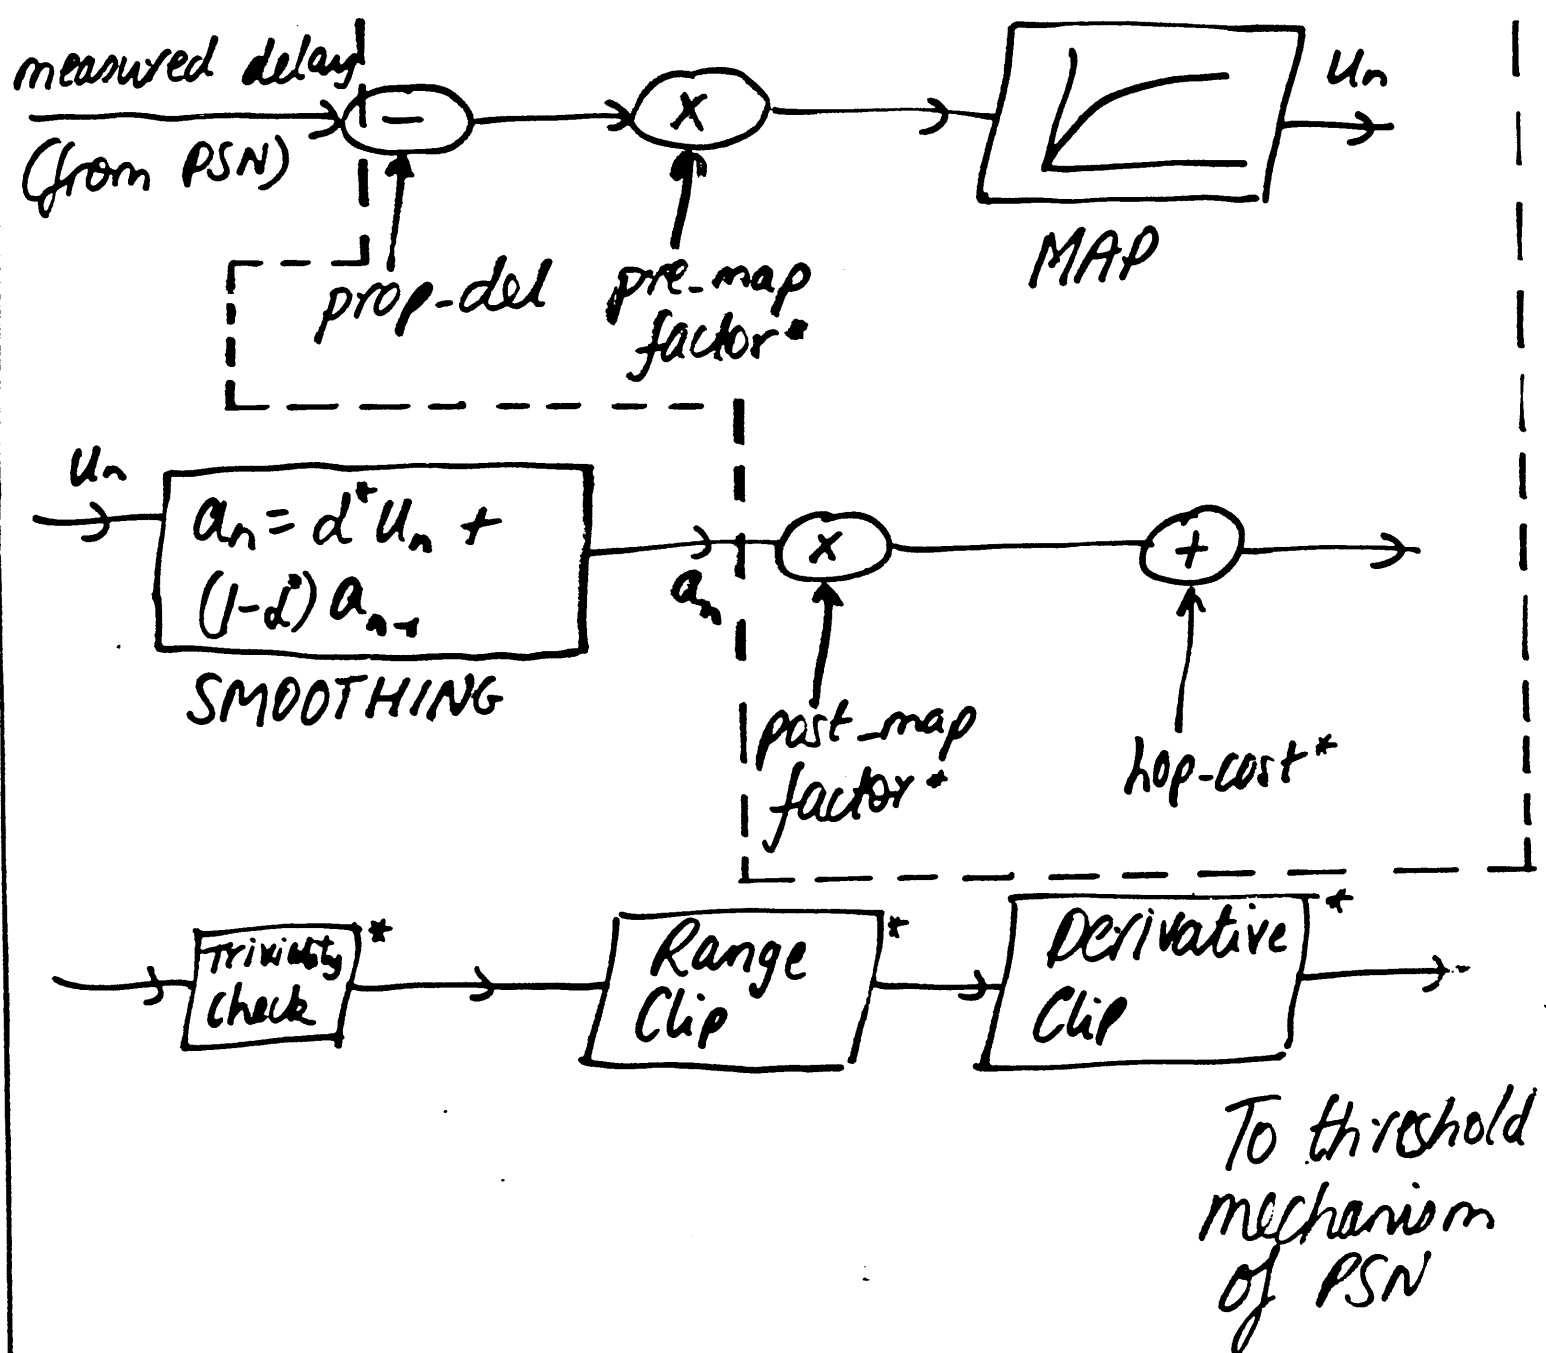 measured delay
(from PSN)
−
x
un
prop-del
pre-map
factor*
MAP
un
an = α*un +
(1-α*) an-1
SMOOTHING
an
x
+
post-map
factor*
hop-cost*
Triviality
Check
*
Range
Clip
*
Derivative
Clip
*
To threshold
mechanism
of PSN